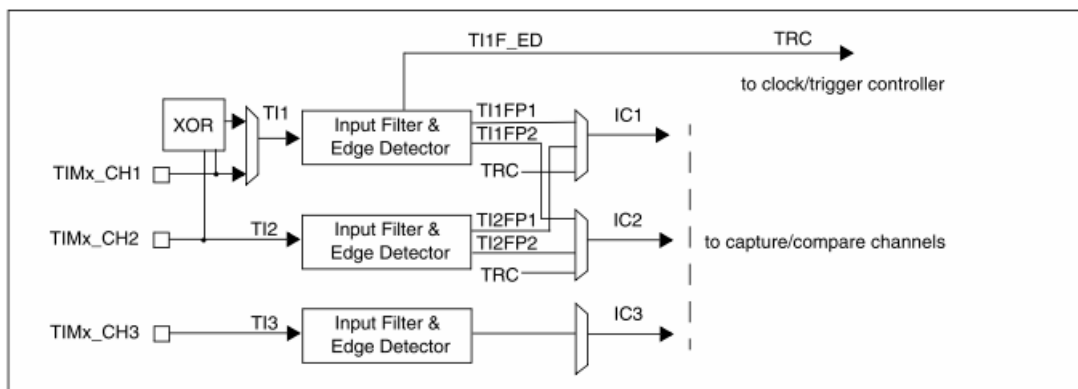 TI1F_ED TRC
to clock/trigger controller
XOR
TI1
Input Filter &
Edge Detector
TI1FP1
TI1FP2
TRC
IC1
TIMx_CH1
TIMx_CH2
TI2
Input Filter &
Edge Detector
TI2FP1
TI2FP2
TRC
IC2
to capture/compare channels
TIMx_CH3
TI3
Input Filter &
Edge Detector
IC3